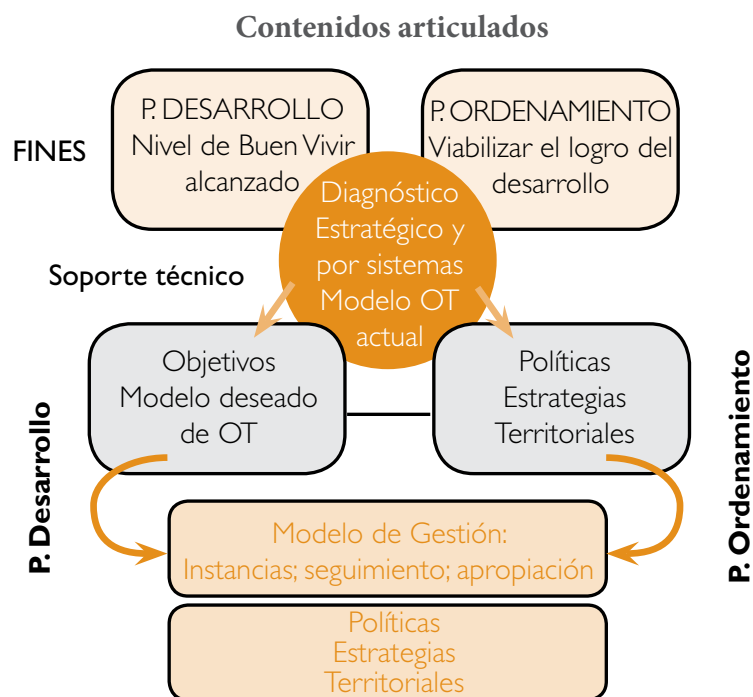 Contenidos articulados
FINES
P. DESARROLLO
Nivel de Buen Vivir
alcanzado
P. ORDENAMIENTO
Viabilizar el logro del
desarrollo
Diagnóstico
Estratégico y
por sistemas
Modelo OT
actual
Soporte técnico
Objetivos
Modelo deseado
de OT
Políticas
Estrategias
Territoriales
P. Desarrollo
P. Ordenamiento
Modelo de Gestión:
Instancias; seguimiento; apropiación
Políticas
Estrategias
Territoriales